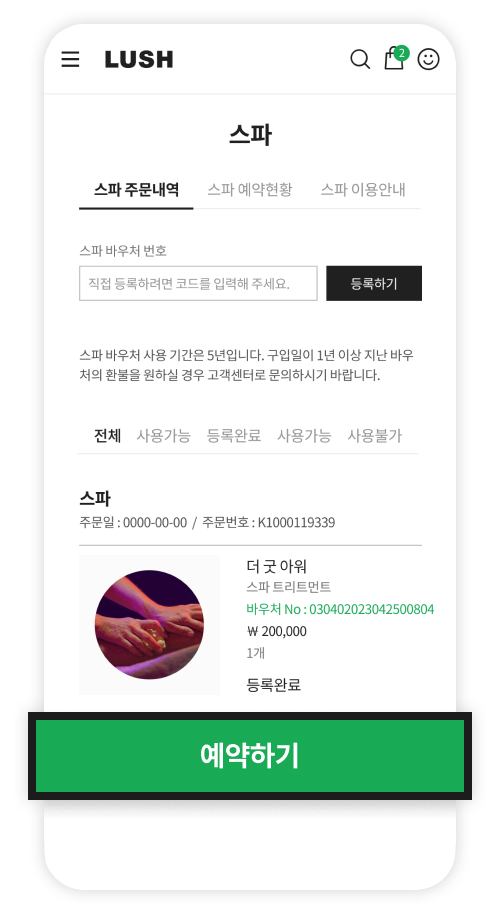 LUSH
2
스파
스파 주문내역 스파 예약현황 스파 이용안내
스파 바우처 번호
직접 등록하려면 코드를 입력해 주세요. 등록하기
스파 바우처 사용 기간은 5년입니다. 구입일이 1년 이상 지난 바우
처의 환불을 원하실 경우 고객센터로 문의하시기 바랍니다.
전체 사용가능 등록완료 사용가능 사용불가
스파
주문일 : 0000-00-00 / 주문번호 : K1000119339
더 굿 아워
스파 트리트먼트
바우처 No : 030402023042500804
₩ 200,000
1개
등록완료
예약하기